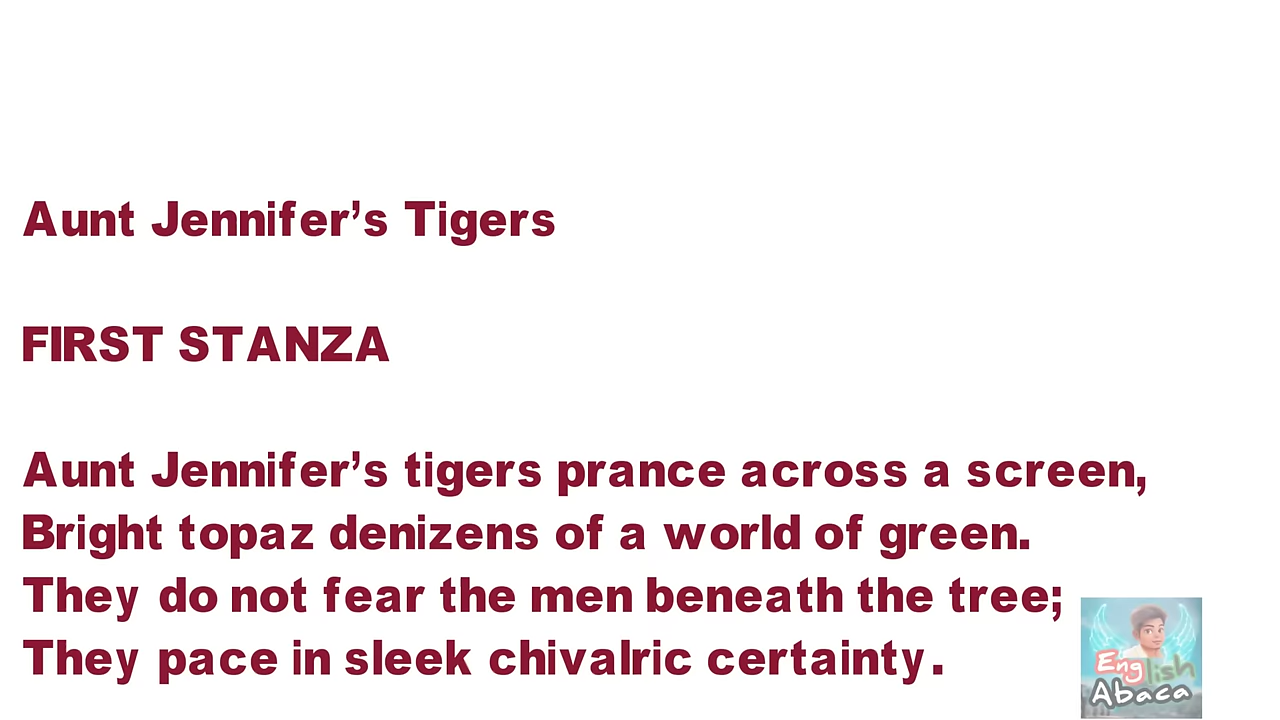 Aunt Jennifer’s Tigers
FIRST STANZA
Aunt Jennifer’s tigers prance across a screen,
Bright topaz denizens of a world of green.
They do not fear the men beneath the tree;
They pace in sleek chivalric certainty.
English
Abaca